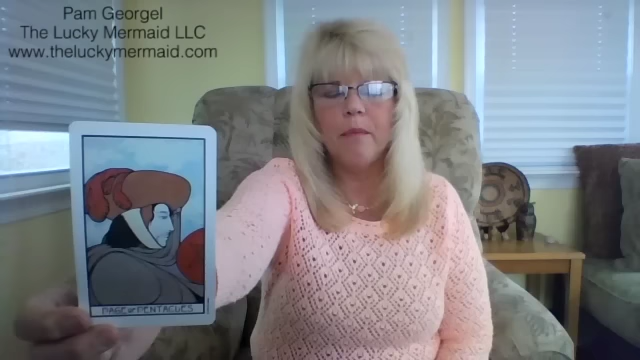 Pam Georgel
The Lucky Mermaid LLC
www.theluckymermaid.com
PAGE of PENTACLES